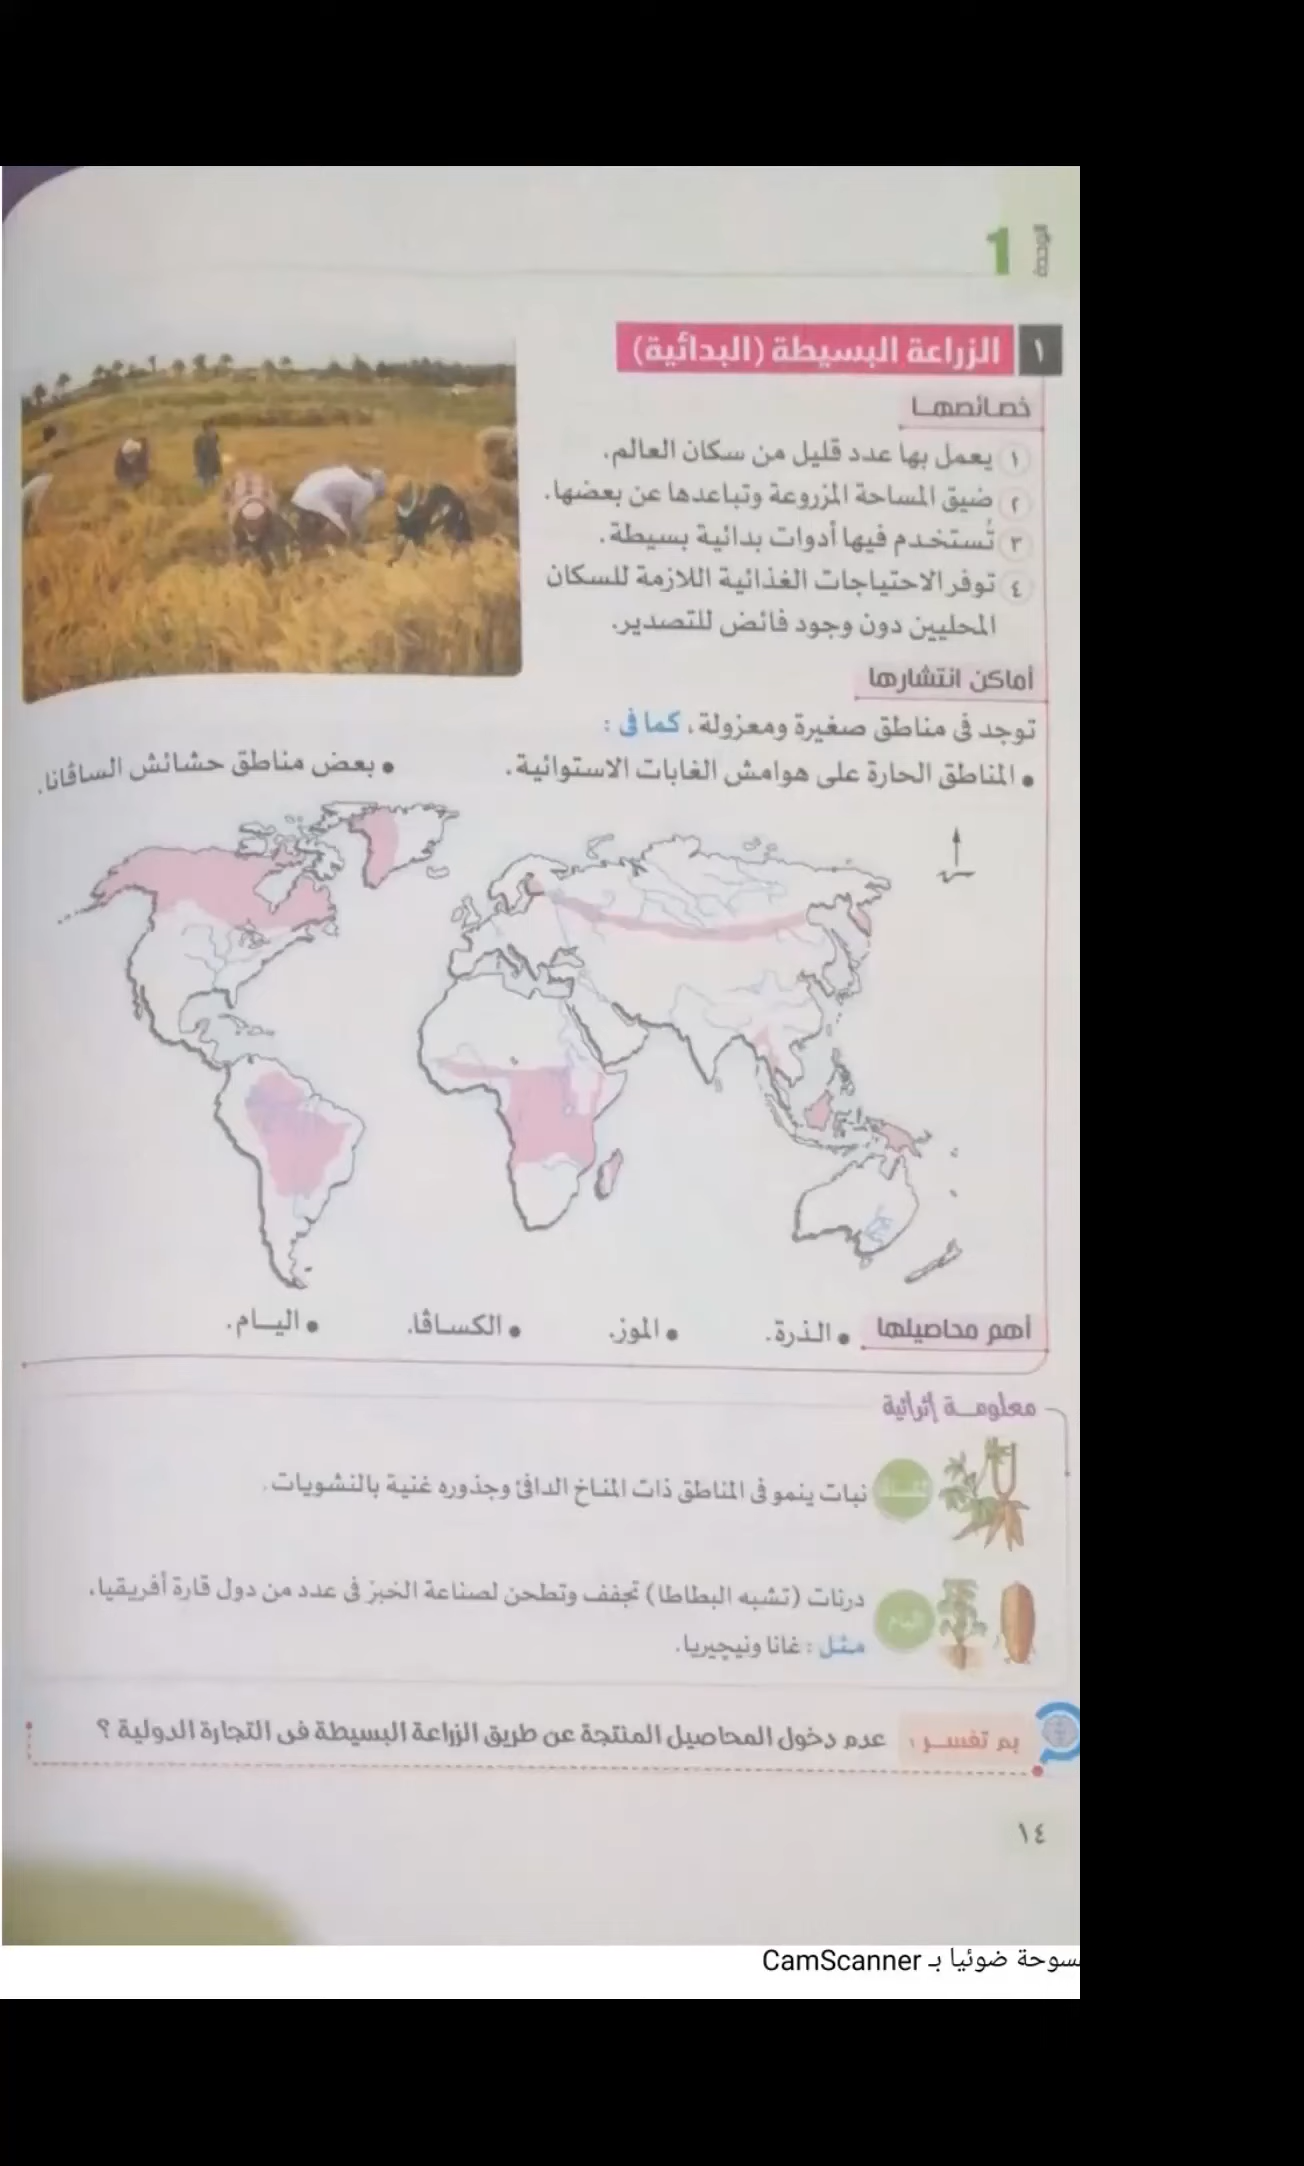 الوحدة
1
١ الزراعة البسيطة (البدائية)
خصائصها
١ يعمل بها عدد قليل من سكان العالم.
٢ ضيق المساحة المزروعة وتباعدها عن بعضها.
٣ تُستخدم فيها أدوات بدائية بسيطة.
٤ توفر الاحتياجات الغذائية اللازمة للسكان
المحليين دون وجود فائض للتصدير.
أماكن انتشارها
توجد فى مناطق صغيرة ومعزولة، كما فى :
• المناطق الحارة على هوامش الغابات الاستوائية. • بعض مناطق حشائش الساڤانا.
أهم محاصيلها • الذرة. • الموز. • الكساڤا. • اليام.
معلومة إثرائية
نبات ينمو فى المناطق ذات المناخ الدافئ وجذوره غنية بالنشويات.
اليام درنات (تشبه البطاطا) تجفف وتطحن لصناعة الخبز فى عدد من دول قارة أفريقيا،
مثل : غانا ونيچيريا.
بم تفسر : عدم دخول المحاصيل المنتجة عن طريق الزراعة البسيطة فى التجارة الدولية ؟
١٤
سوحة ضوئيا بـ CamScanner